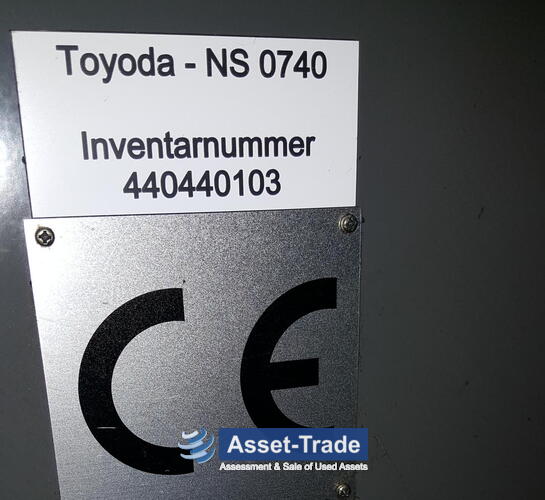 Toyoda - NS 0740
Inventarnummer
440440103
CE
Asset-Trade
Assessment & Sale of Used Assets